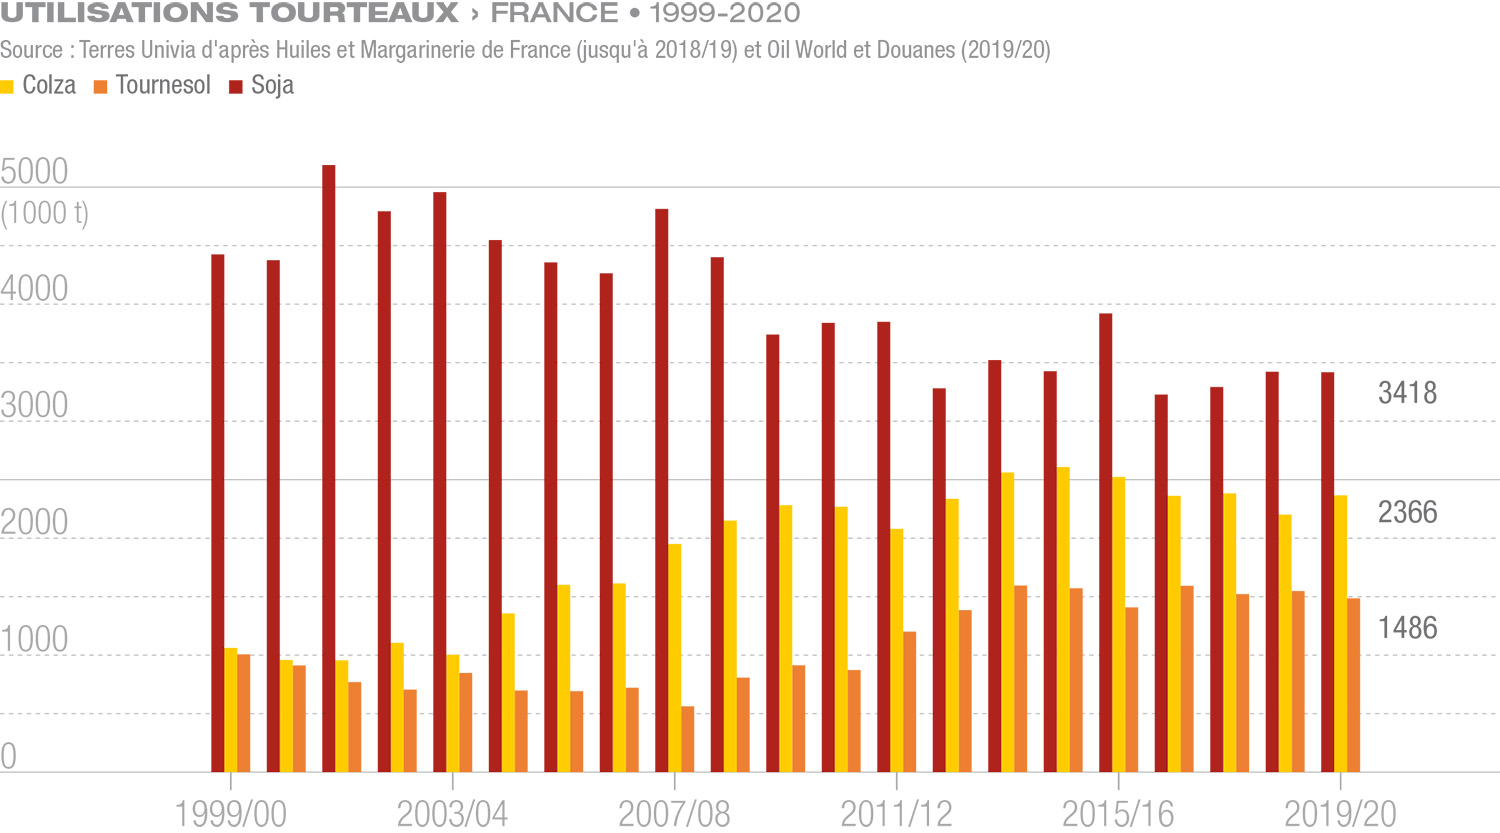 UTILISATIONS TOURTEAUX › FRANCE • 1999-2020
Source : Terres Univia d'après Huiles et Margarinerie de France (jusqu'à 2018/19) et Oil World et Douanes (2019/20)
Colza Tournesol Soja
5000
(1000 t)
4000
3000
3418
2000
2366
1000
1486
0
1999/00 2003/04 2007/08 2011/12 2015/16 2019/20